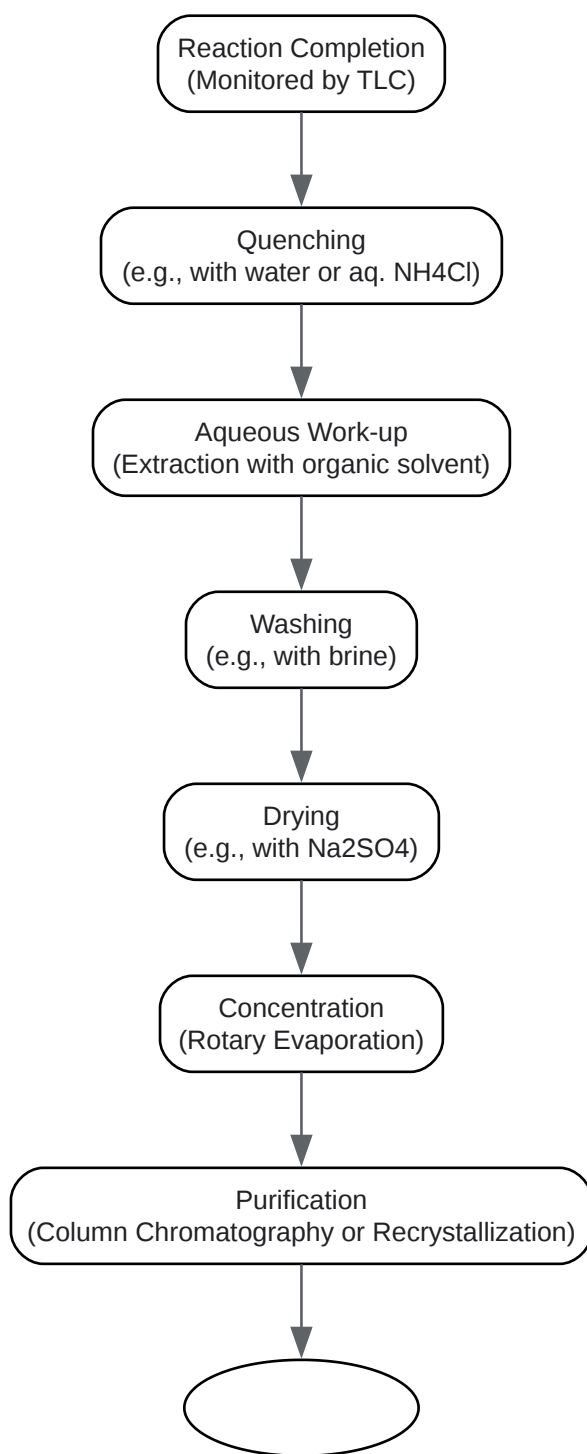 Reaction Completion
(Monitored by TLC)
Quenching
(e.g., with water or aq. NH4Cl)
Aqueous Work-up
(Extraction with organic solvent)
Washing
(e.g., with brine)
Drying
(e.g., with Na2SO4)
Concentration
(Rotary Evaporation)
Purification
(Column Chromatography or Recrystallization)